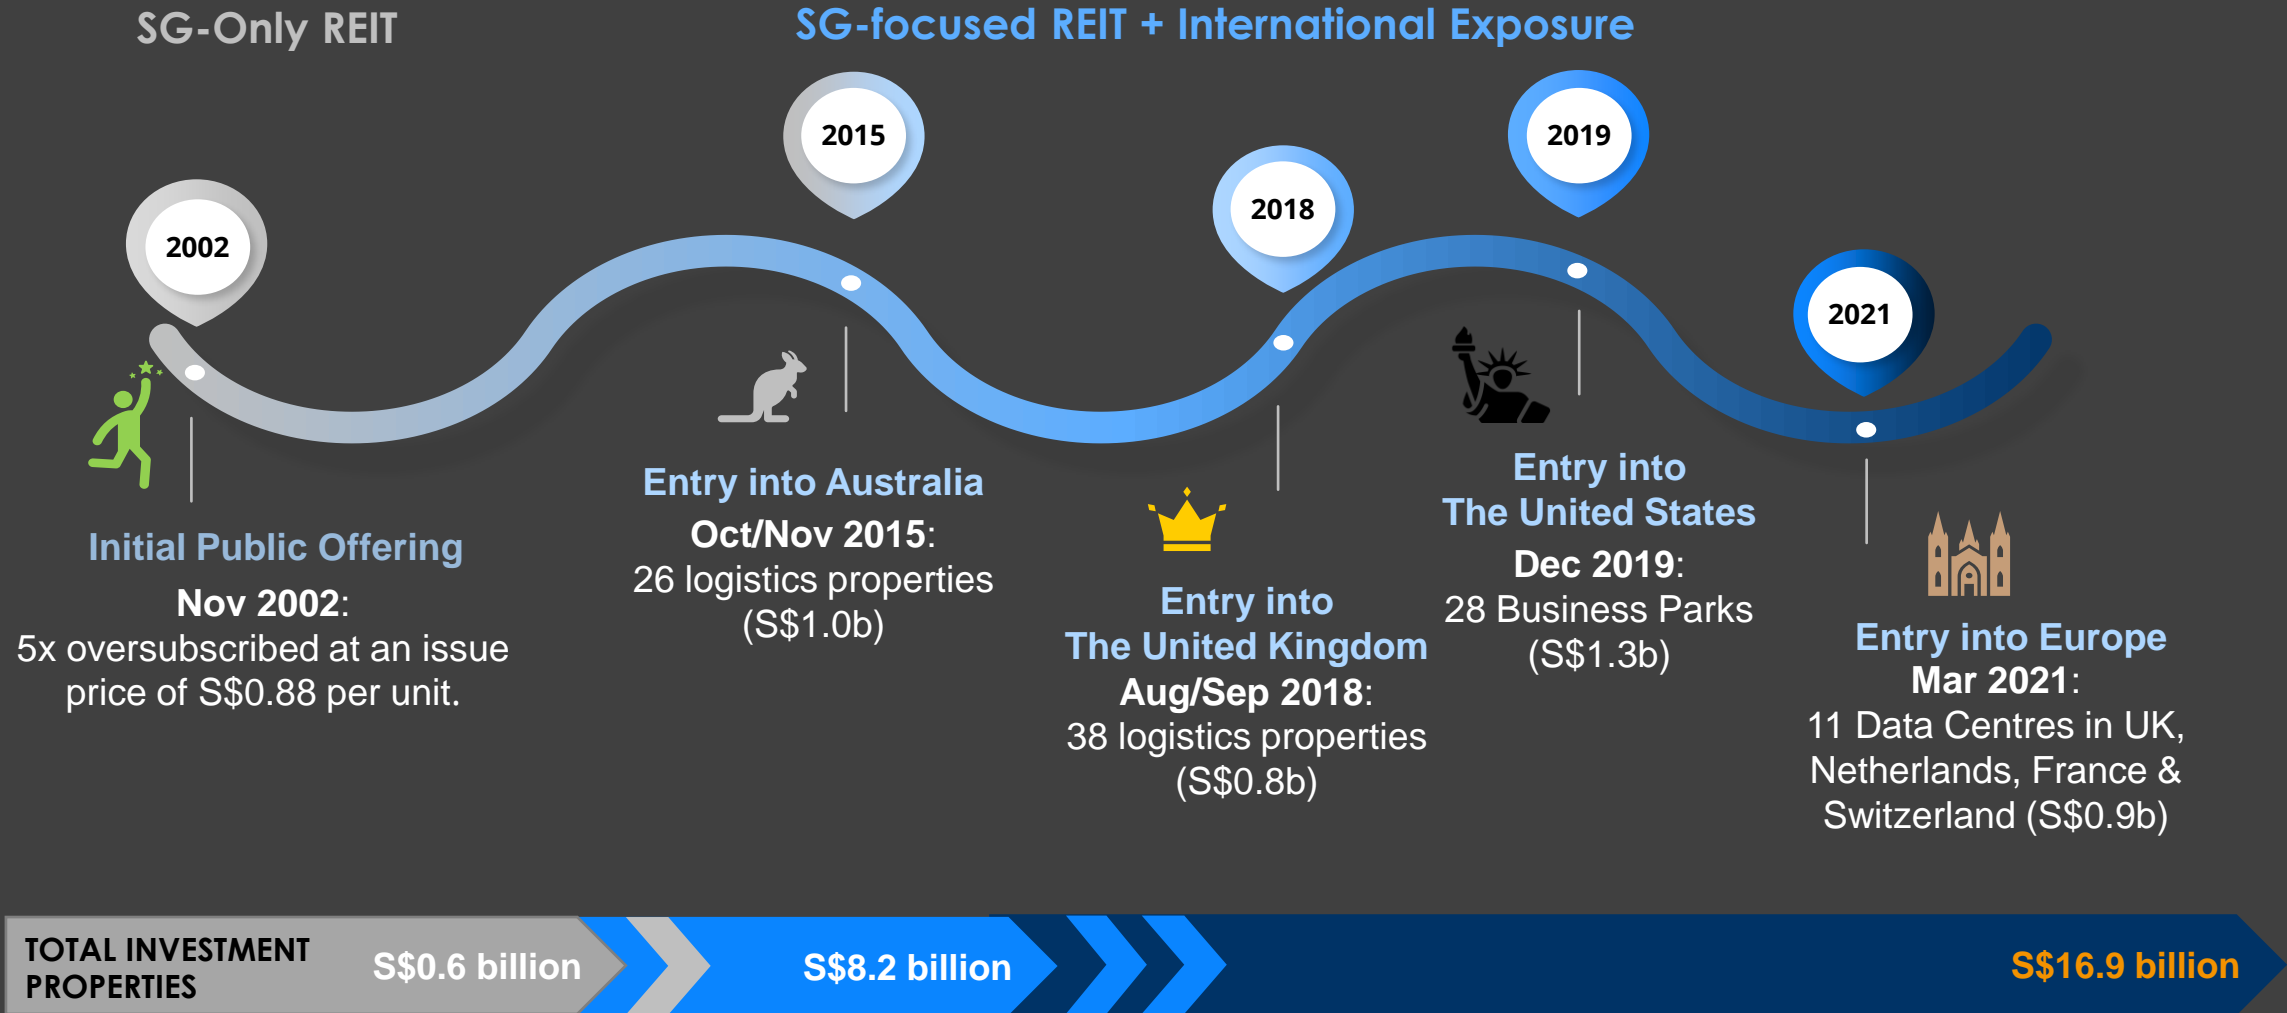 SG-Only REIT
SG-focused REIT + International Exposure
2002
Initial Public Offering
Nov 2002:
5x oversubscribed at an issue
price of S$0.88 per unit.
2015
Entry into Australia
Oct/Nov 2015:
26 logistics properties
(S$1.0b)
2018
Entry into
The United Kingdom
Aug/Sep 2018:
38 logistics properties
(S$0.8b)
2019
Entry into
The United States
Dec 2019:
28 Business Parks
(S$1.3b)
2021
Entry into Europe
Mar 2021:
11 Data Centres in UK,
Netherlands, France &
Switzerland (S$0.9b)
TOTAL INVESTMENT
PROPERTIES
S$0.6 billion
S$8.2 billion
S$16.9 billion